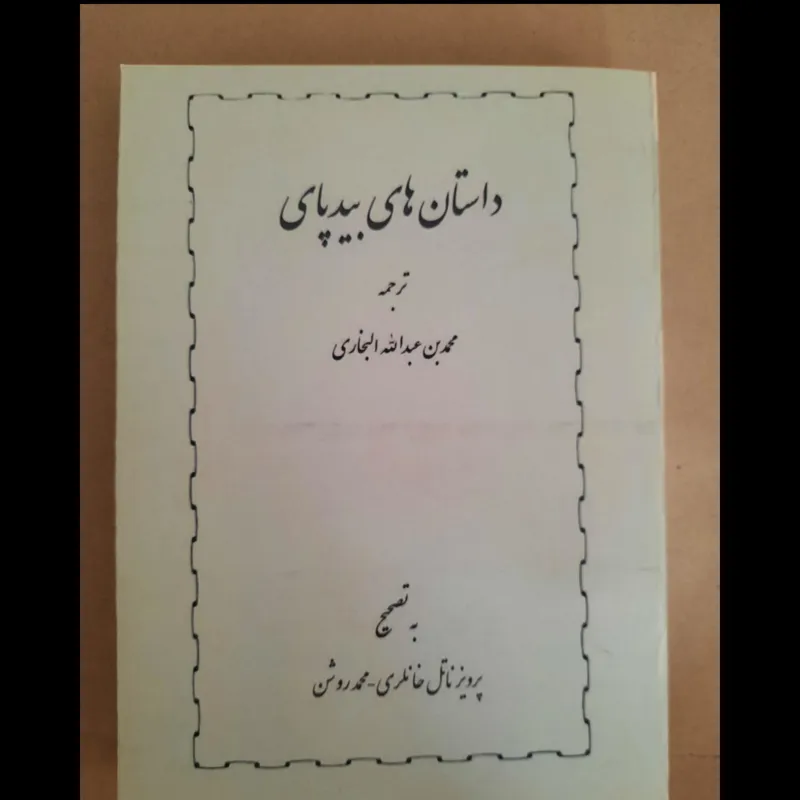 داستان های بیدپای
ترجمه
محمد بن عبدالله البخاری
به تصحیح
پرویز ناتل خانلری - محمد روشن